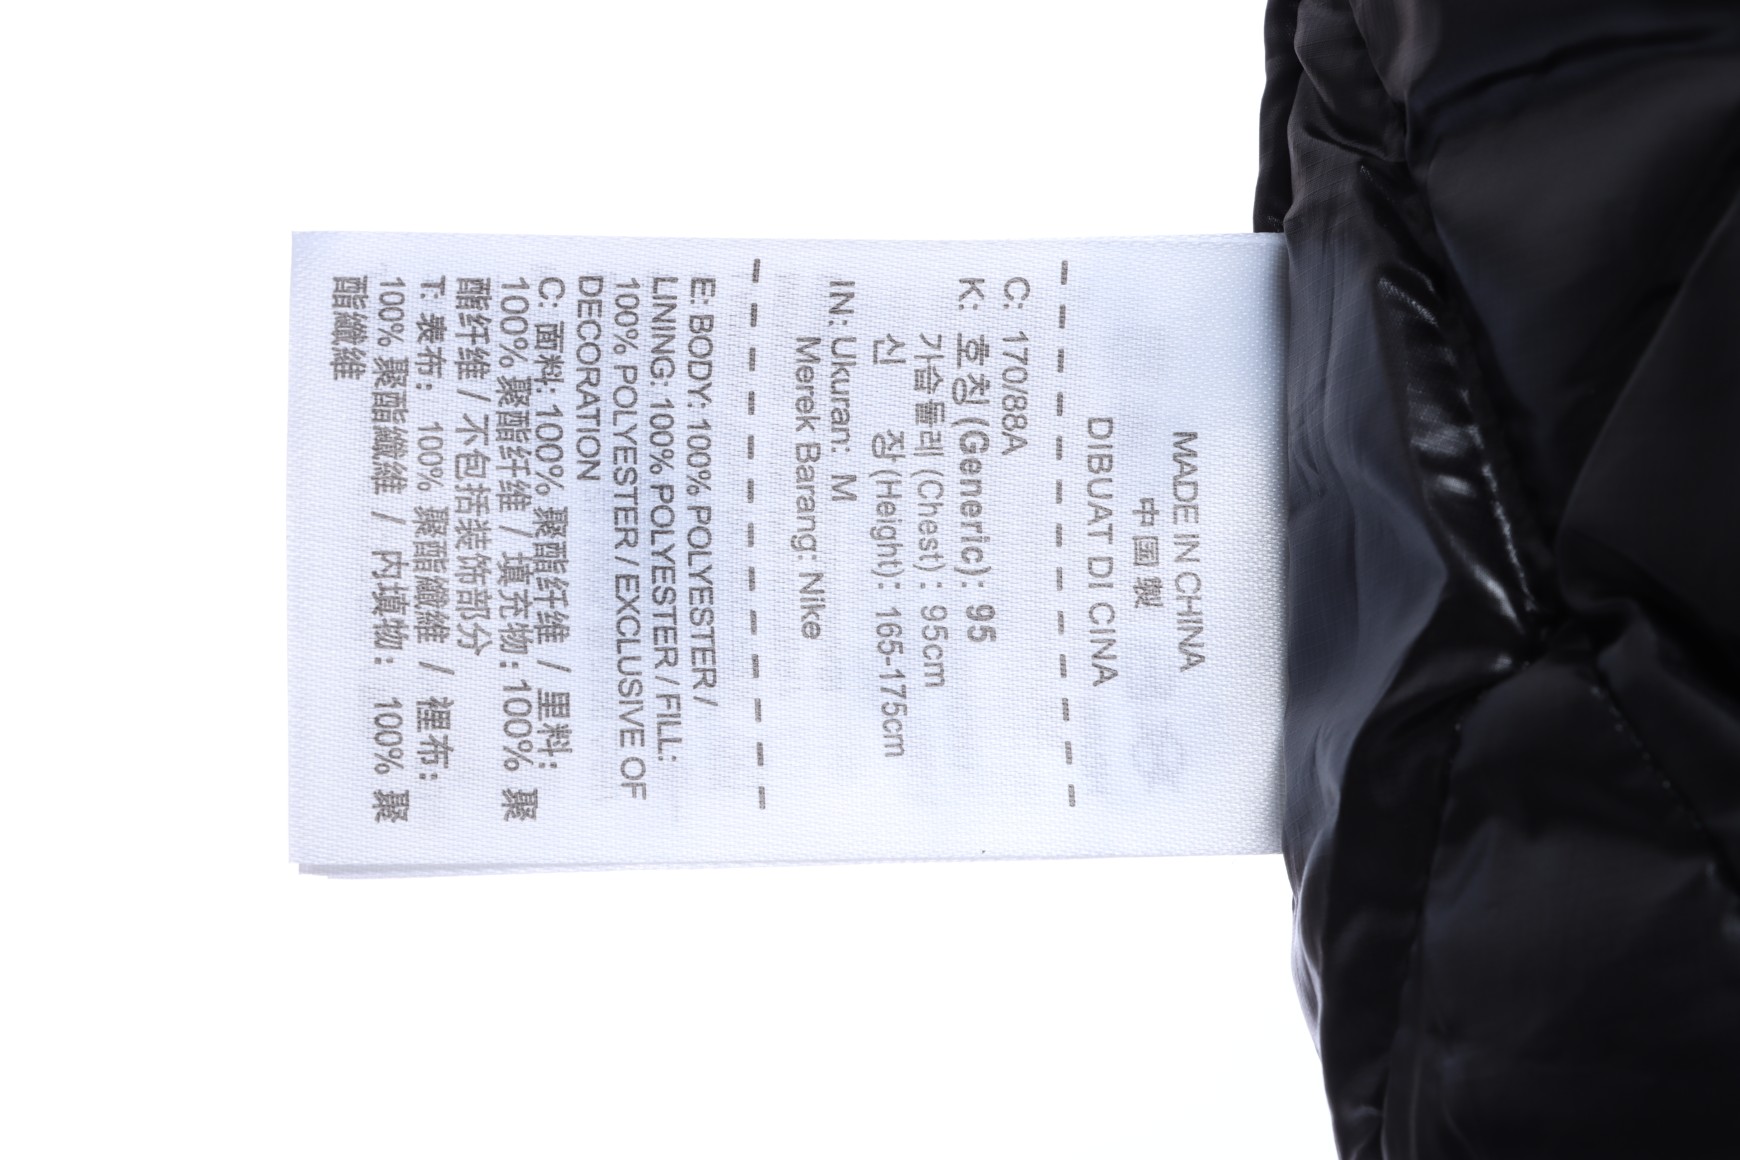 MADE IN CHINA
中国製
DIBUAT DI CINA
C: 170/88A
K: 호칭(Generic): 95
가슴둘레(Chest): 95cm
신 장(Height): 165-175cm
IN: Ukuran: M
Merek Barang: Nike
E: BODY: 100% POLYESTER /
LINING: 100% POLYESTER / FILL:
100% POLYESTER / EXCLUSIVE OF
DECORATION
C: 面料: 100% 聚酯纤维 / 里料:
100% 聚酯纤维 / 填充物: 100% 聚
酯纤维 / 不包括装饰部分
T: 表布: 100% 聚酯纖維 / 裡布:
100% 聚酯纖維 / 內填物: 100% 聚
酯纖維